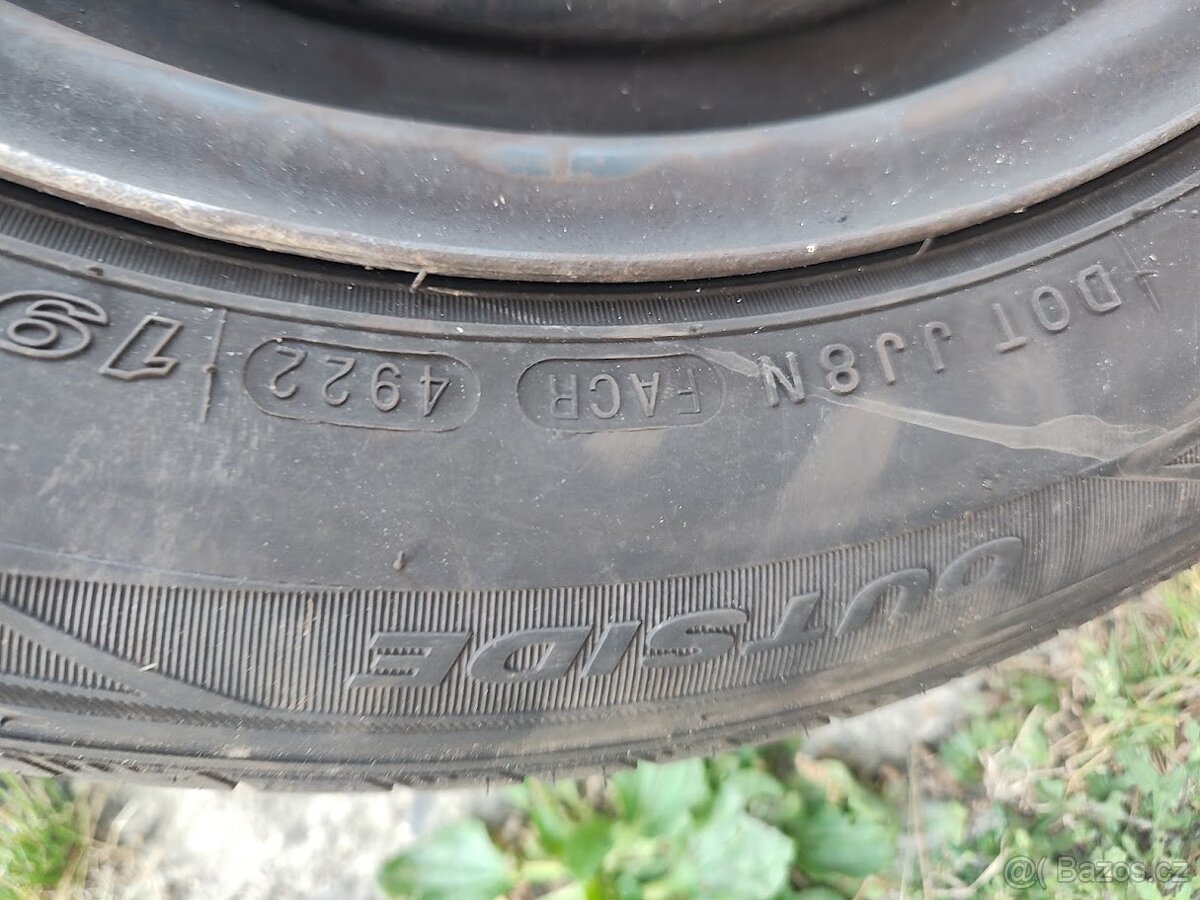 DOT JJ8N FACR 4922
OUTSIDE
@( Bazos.cz